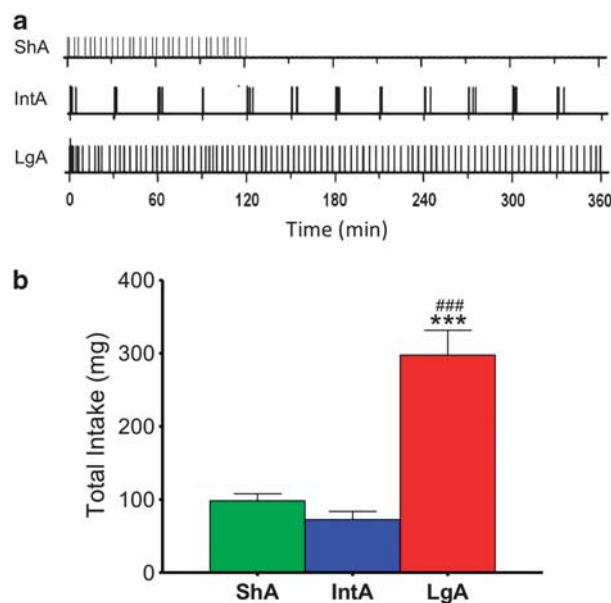 a
ShA
IntA
LgA
0 60 120 180 240 300 360
Time (min)
b
400
300
200
100
0
Total Intake (mg)
###
***
ShA IntA LgA